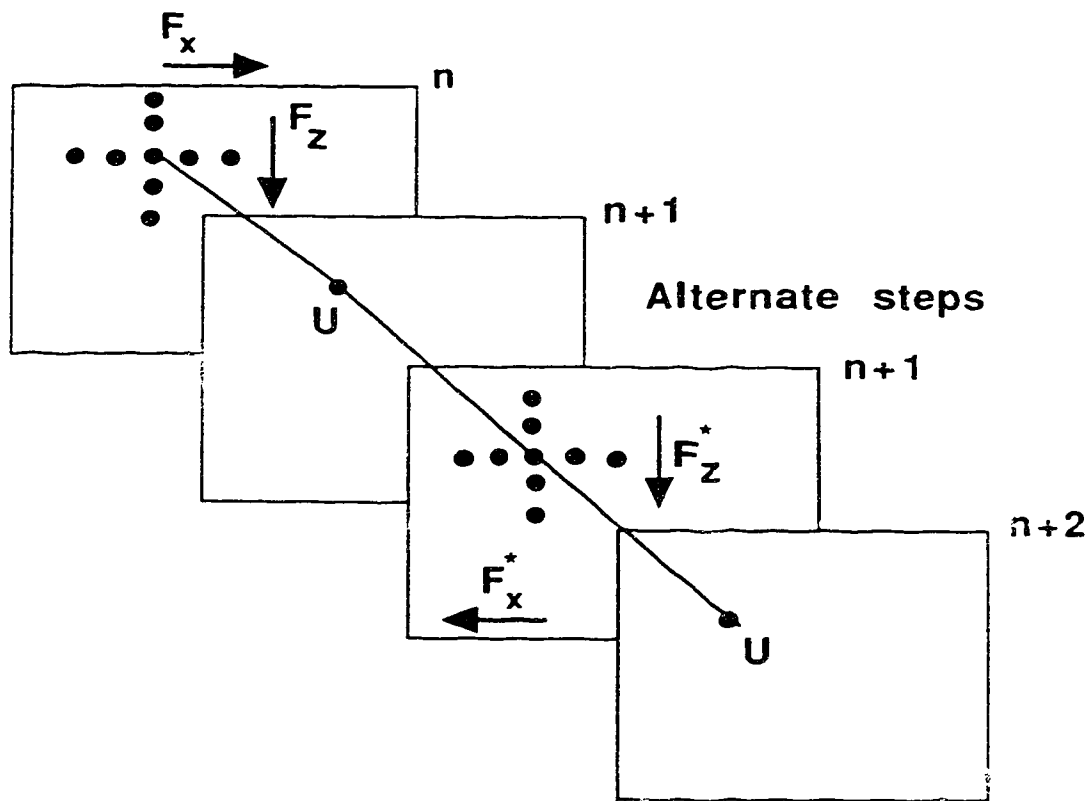 F_x
n
F_z
n+1
U
Alternate steps
n+1
F_z^*
n+2
F_x^*
U